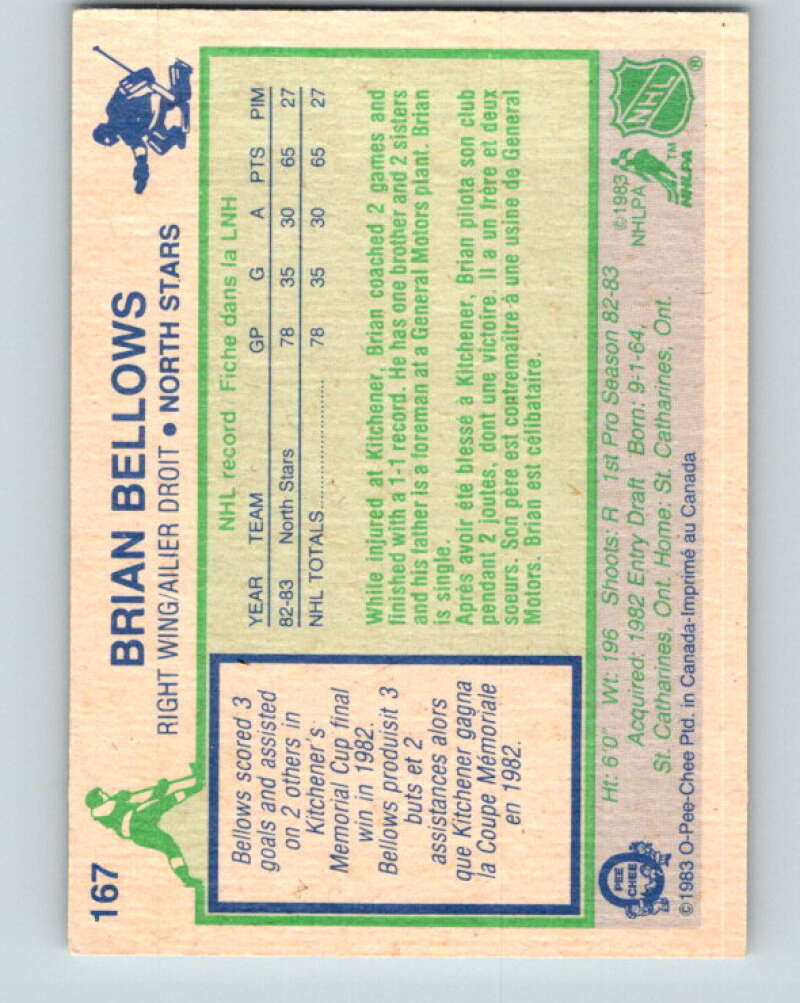 167
BRIAN BELLOWS
RIGHT WING/AILIER DROIT ● NORTH STARS
Bellows scored 3
goals and assisted
on 2 others in
Kitchener's
Memorial Cup final
win in 1982.
Bellows produisit 3
buts et 2
assistances alors
que Kitchener gagna
la Coupe Mémoriale
en 1982.
NHL record Fiche dans la LNH
YEAR TEAM GP G A PTS PIM
82-83 North Stars 78 35 30 65 27
NHL TOTALS 78 35 30 65 27
While injured at Kitchener, Brian coached 2 games and
finished with a 1-1 record. He has one brother and 2 sisters
and his father is a foreman at a General Motors plant. Brian
is single.
Après avoir été blessé à Kitchener, Brian pilota son club
pendant 2 joutes, dont une victoire. Il a un frère et deux
soeurs. Son père est contremaître à une usine de General
Motors. Brian est célibataire.
Ht: 6'0" Wt: 196 Shoots: R 1st Pro Season 82-83
Acquired: 1982 Entry Draft Born: 9-1-64,
St. Catharines, Ont. Home: St. Catharines, Ont.
©1983 O-Pee-Chee Ptd. in Canada-Imprimé au Canada
PEE
CHEE
©1983
NHLPA
NHL
®
TM
NHLPA